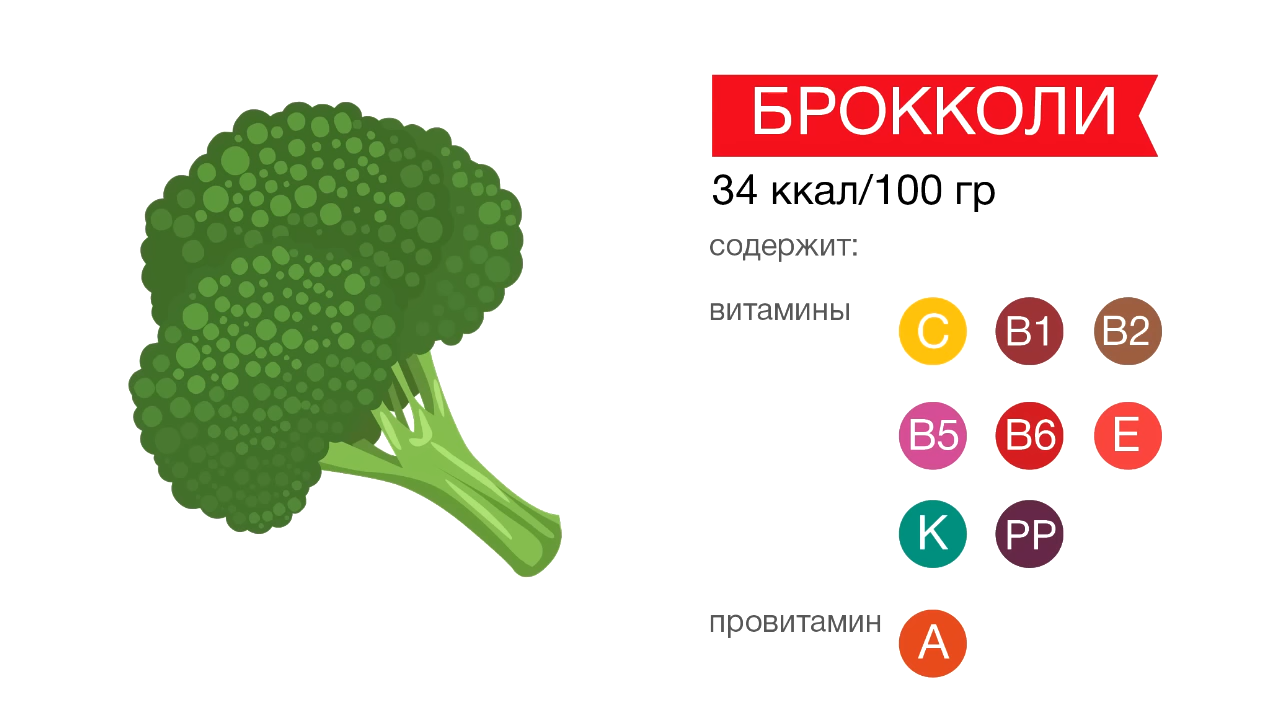 БРОККОЛИ
34 ккал/100 гр
содержит:
витамины C B1 B2
B5 B6 E
K PP
провитамин A